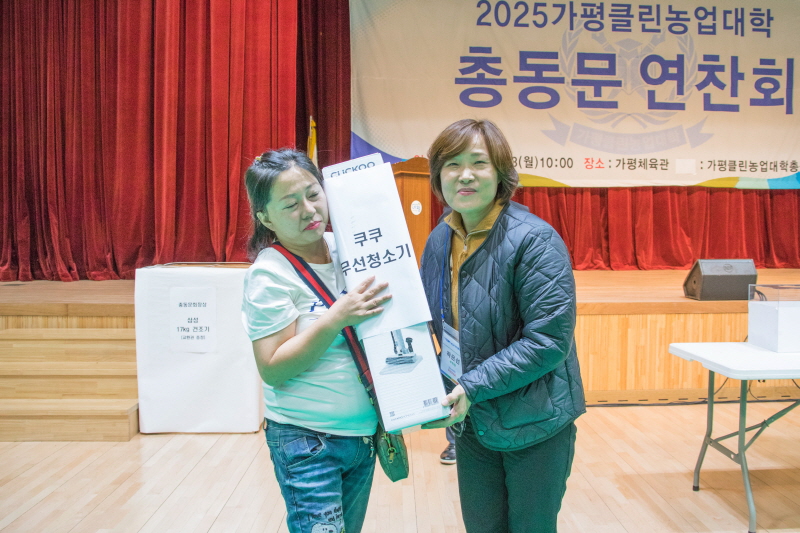 2025가평클린농업대학
총동문 연찬회
3(월)10:00 장소 : 가평체육관 : 가평클린농업대학총
CUCKOO
쿠쿠
무선청소기
총동문회장상
삼성
17kg 건조기